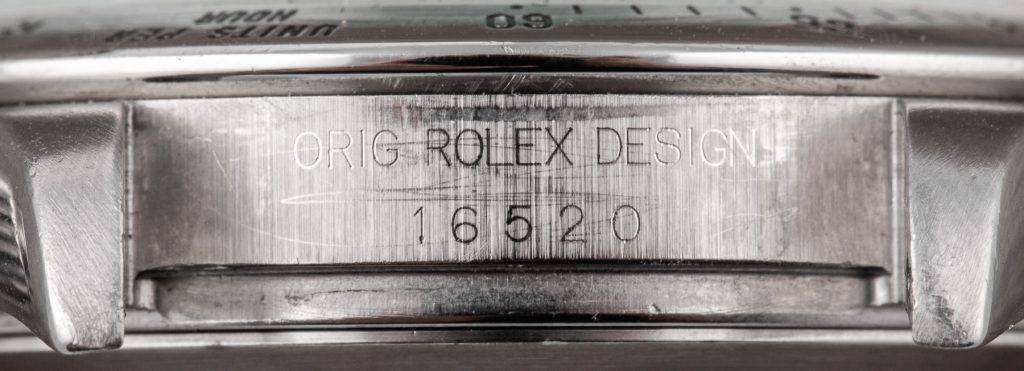 UNITS PER
HOUR
60
ORIG ROLEX DESIGN
16520